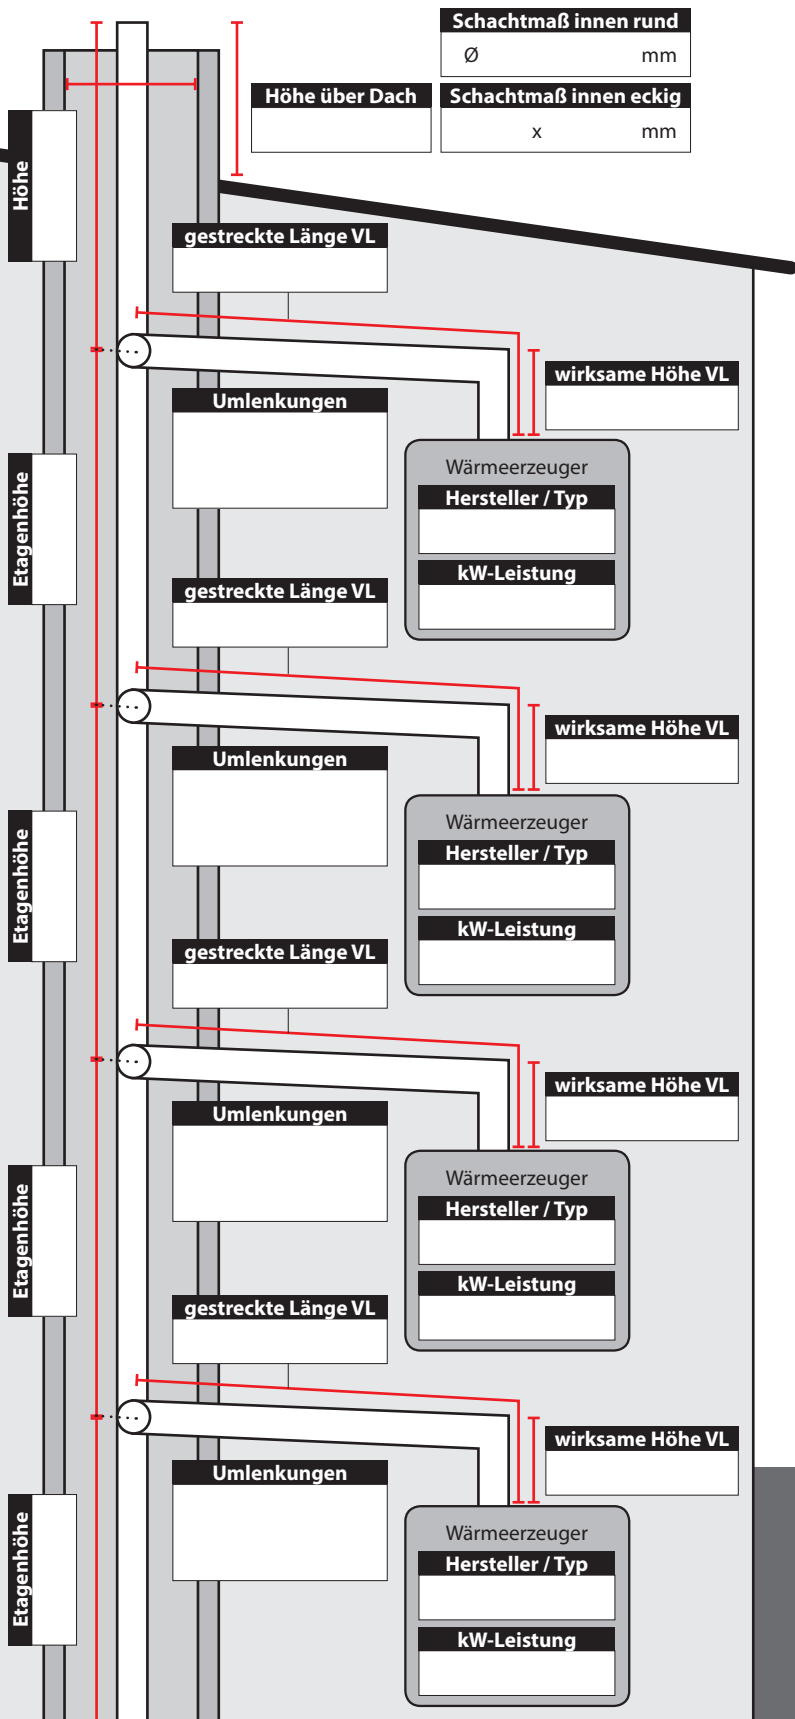 Schachtmaß innen rund
Ø mm
Höhe über Dach
Schachtmaß innen eckig
x mm
Höhe
gestreckte Länge VL
wirksame Höhe VL
Umlenkungen
Wärmeerzeuger
Hersteller / Typ
kW-Leistung
Etagenhöhe
gestreckte Länge VL
wirksame Höhe VL
Umlenkungen
Wärmeerzeuger
Hersteller / Typ
kW-Leistung
Etagenhöhe
gestreckte Länge VL
wirksame Höhe VL
Umlenkungen
Wärmeerzeuger
Hersteller / Typ
kW-Leistung
Etagenhöhe
gestreckte Länge VL
wirksame Höhe VL
Umlenkungen
Wärmeerzeuger
Hersteller / Typ
kW-Leistung
Etagenhöhe